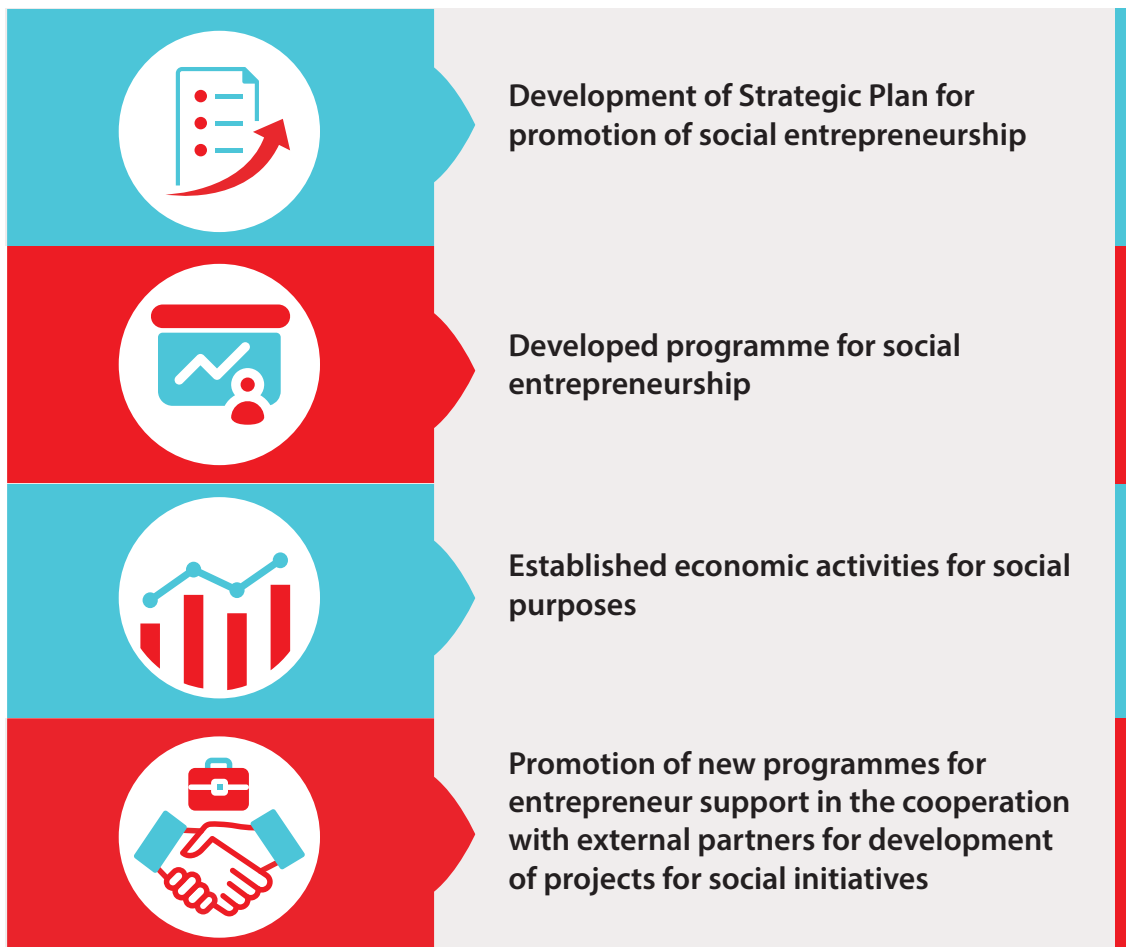 Development of Strategic Plan for
promotion of social entrepreneurship
Developed programme for social
entrepreneurship
Established economic activities for social
purposes
Promotion of new programmes for
entrepreneur support in the cooperation
with external partners for development
of projects for social initiatives